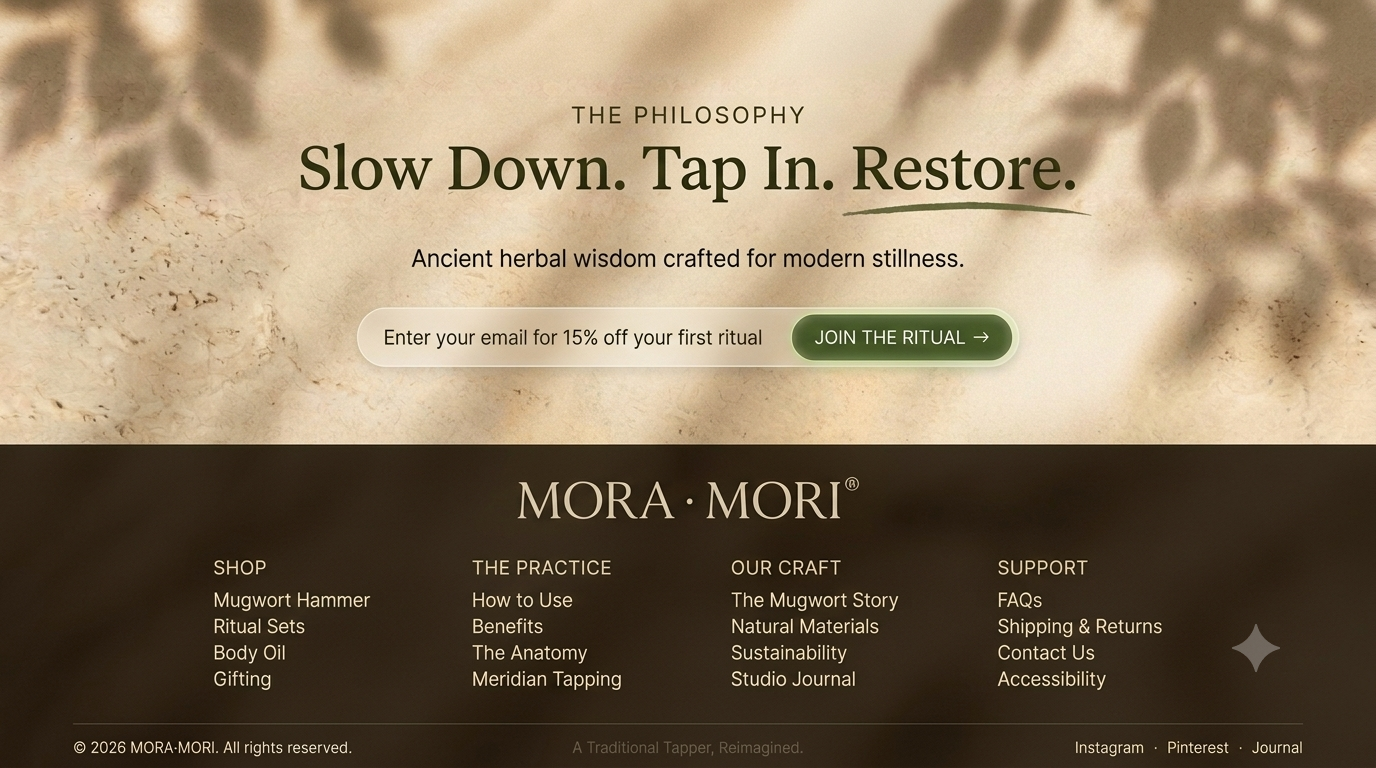 THE PHILOSOPHY
Slow Down. Tap In. Restore.
Ancient herbal wisdom crafted for modern stillness.
Enter your email for 15% off your first ritual
JOIN THE RITUAL →
MORA · MORI®
SHOP
Mugwort Hammer
Ritual Sets
Body Oil
Gifting
THE PRACTICE
How to Use
Benefits
The Anatomy
Meridian Tapping
OUR CRAFT
The Mugwort Story
Natural Materials
Sustainability
Studio Journal
SUPPORT
FAQs
Shipping & Returns
Contact Us
Accessibility
© 2026 MORA·MORI. All rights reserved.
A Traditional Tapper, Reimagined.
Instagram · Pinterest · Journal